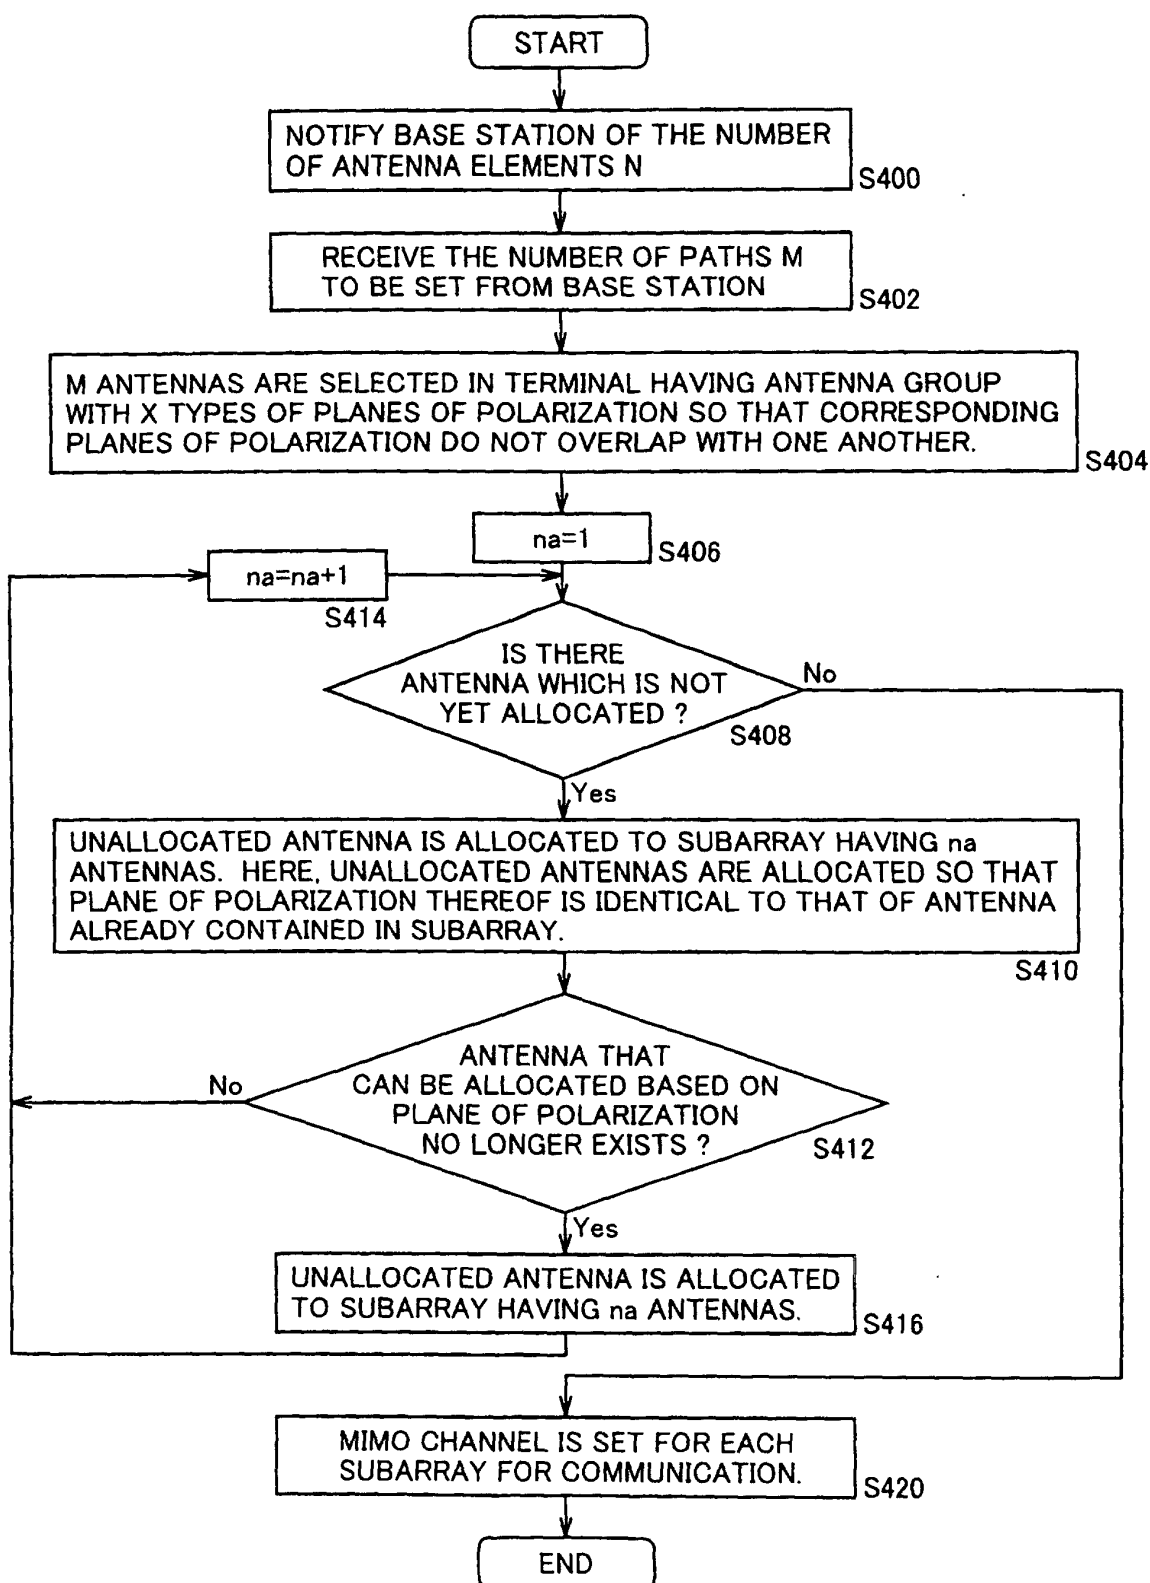 START
NOTIFY BASE STATION OF THE NUMBER
OF ANTENNA ELEMENTS N
S400
RECEIVE THE NUMBER OF PATHS M
TO BE SET FROM BASE STATION
S402
M ANTENNAS ARE SELECTED IN TERMINAL HAVING ANTENNA GROUP
WITH X TYPES OF PLANES OF POLARIZATION SO THAT CORRESPONDING
PLANES OF POLARIZATION DO NOT OVERLAP WITH ONE ANOTHER.
S404
na=1
S406
na=na+1
S414
IS THERE
ANTENNA WHICH IS NOT
YET ALLOCATED ?
No
S408
Yes
UNALLOCATED ANTENNA IS ALLOCATED TO SUBARRAY HAVING na
ANTENNAS. HERE, UNALLOCATED ANTENNAS ARE ALLOCATED SO THAT
PLANE OF POLARIZATION THEREOF IS IDENTICAL TO THAT OF ANTENNA
ALREADY CONTAINED IN SUBARRAY.
S410
ANTENNA THAT
CAN BE ALLOCATED BASED ON
PLANE OF POLARIZATION
NO LONGER EXISTS ?
No
S412
Yes
UNALLOCATED ANTENNA IS ALLOCATED
TO SUBARRAY HAVING na ANTENNAS.
S416
MIMO CHANNEL IS SET FOR EACH
SUBARRAY FOR COMMUNICATION.
S420
END